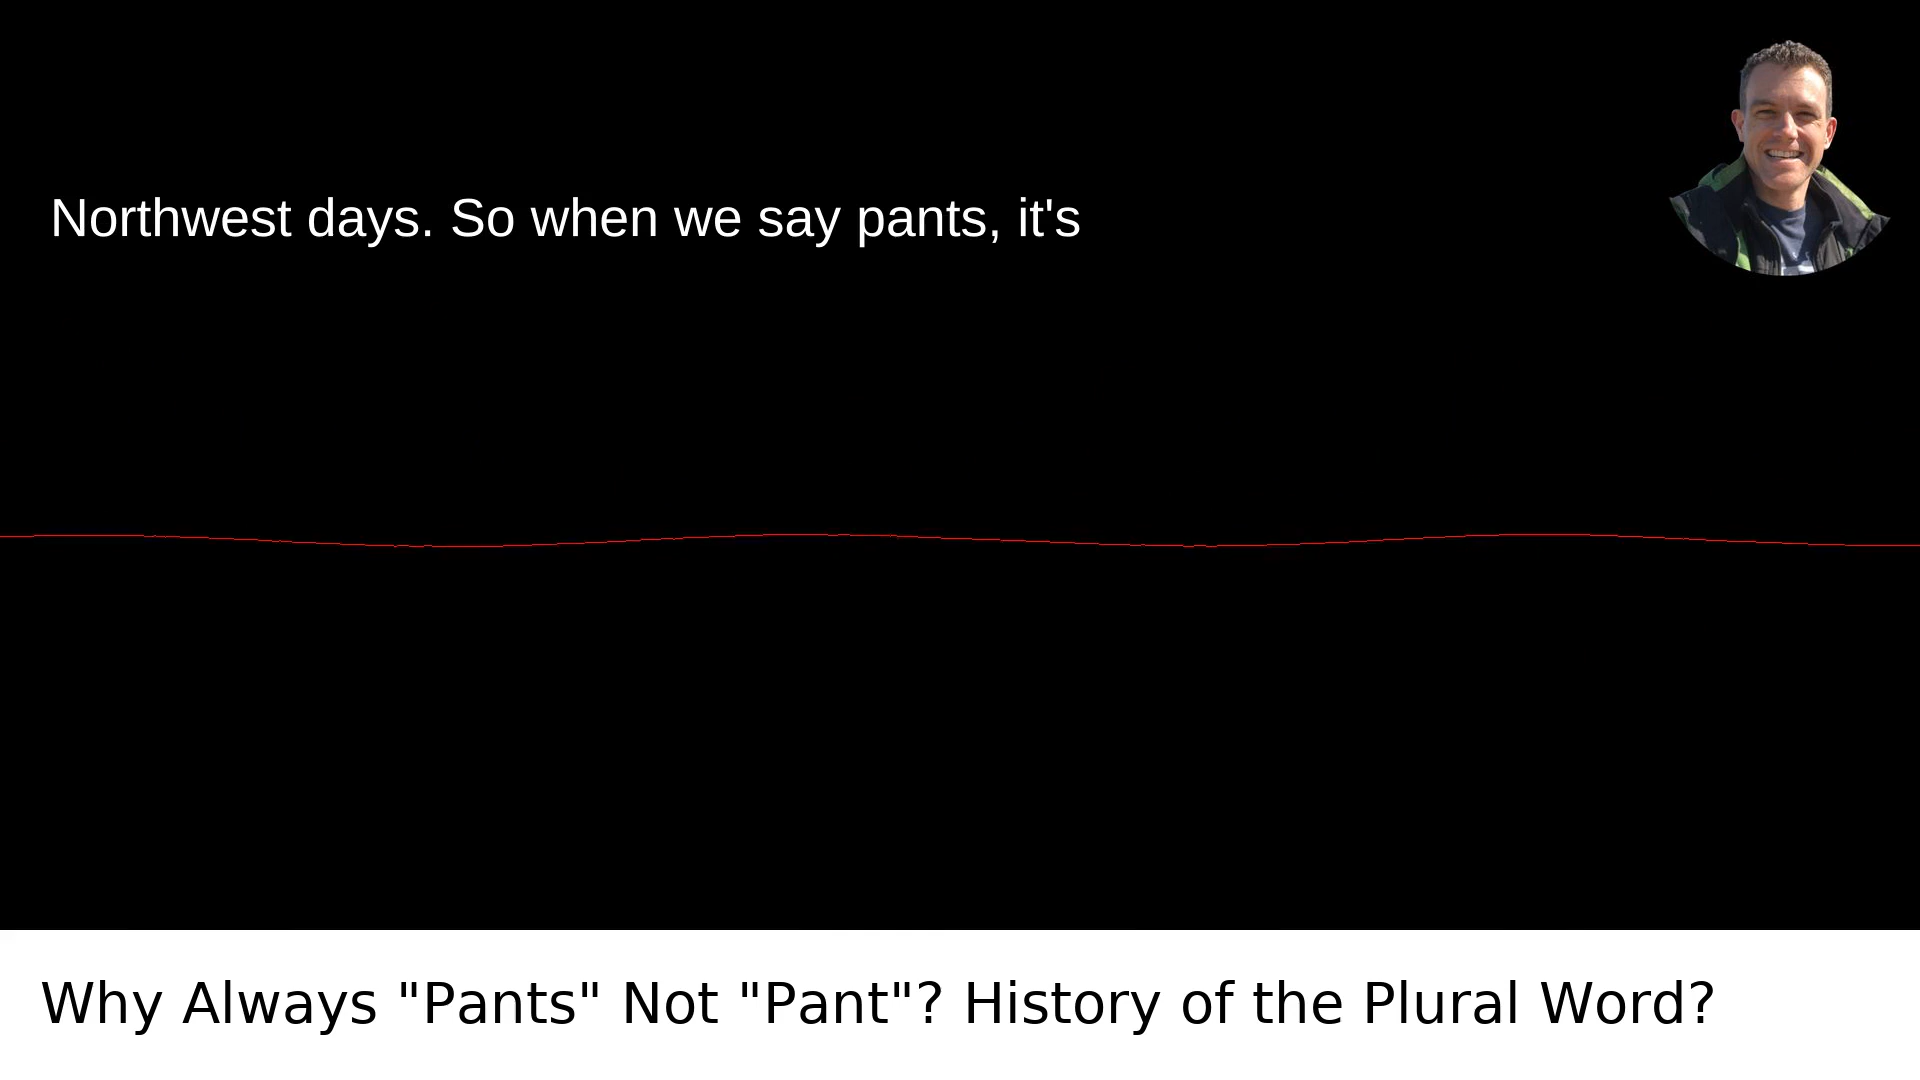 Northwest days. So when we say pants, it's
Why Always "Pants" Not "Pant"? History of the Plural Word?